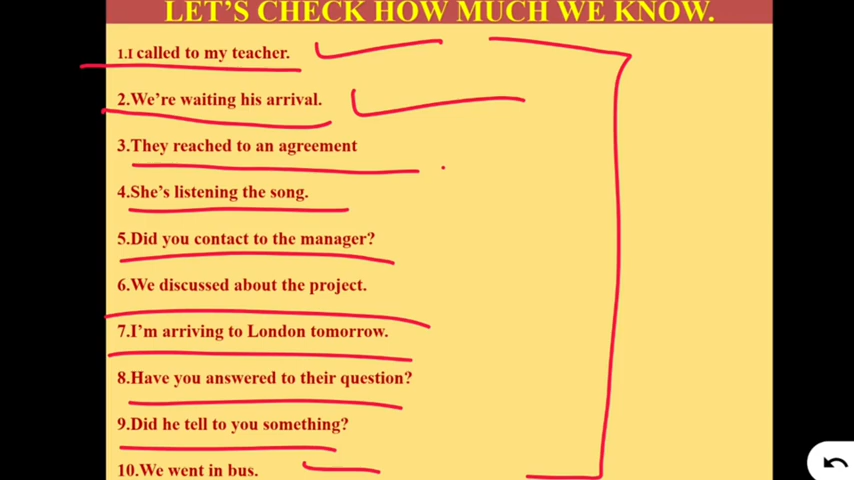 LET'S CHECK HOW MUCH WE KNOW.
1.I called to my teacher.
2.We're waiting his arrival.
3.They reached to an agreement
4.She's listening the song.
5.Did you contact to the manager?
6.We discussed about the project.
7.I'm arriving to London tomorrow.
8.Have you answered to their question?
9.Did he tell to you something?
10.We went in bus.